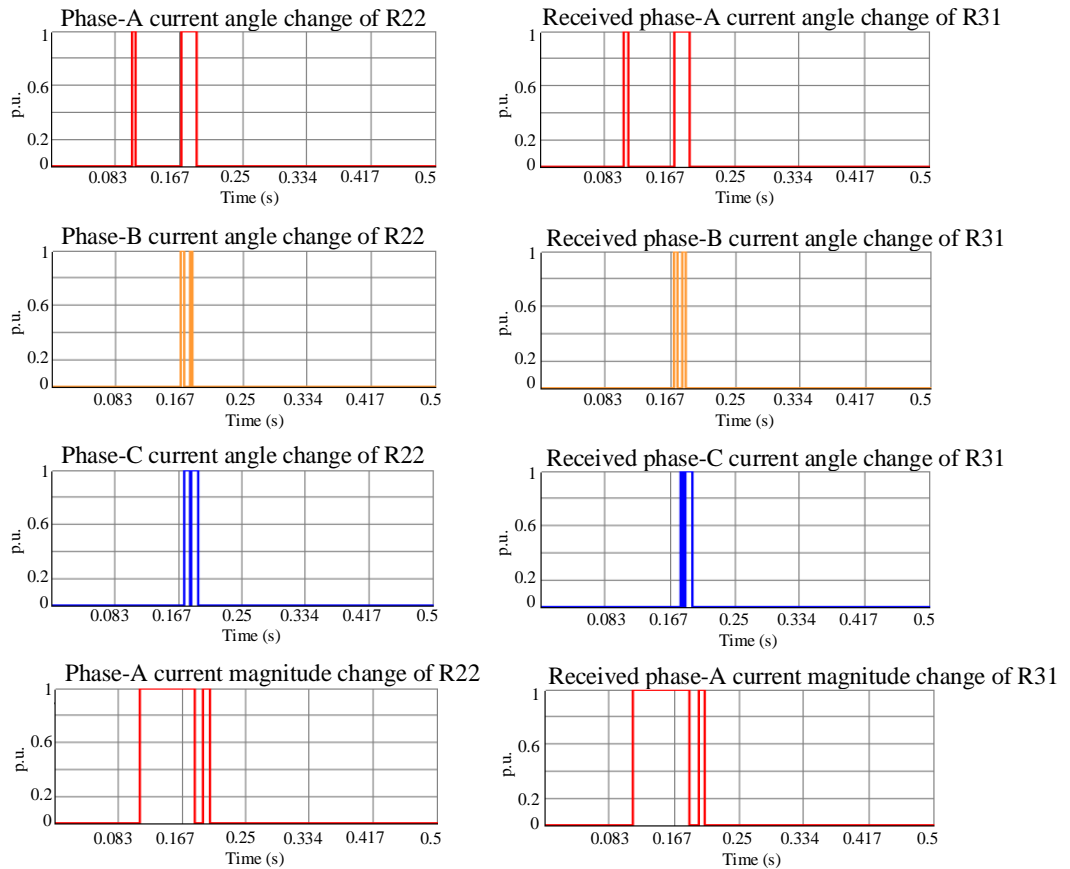 Phase-A current angle change of R22
1
0.6
0.2
0
p.u.
0.083 0.167 0.25 0.334 0.417 0.5
Time (s)
Received phase-A current angle change of R31
1
0.6
0.2
0
p.u.
0.083 0.167 0.25 0.334 0.417 0.5
Time (s)
Phase-B current angle change of R22
1
0.6
0.2
0
p.u.
0.083 0.167 0.25 0.334 0.417 0.5
Time (s)
Received phase-B current angle change of R31
1
0.6
0.2
0
p.u.
0.083 0.167 0.25 0.334 0.417 0.5
Time (s)
Phase-C current angle change of R22
1
0.6
0.2
0
p.u.
0.083 0.167 0.25 0.334 0.417 0.5
Time (s)
Received phase-C current angle change of R31
1
0.6
0.2
0
p.u.
0.083 0.167 0.25 0.334 0.417 0.5
Time (s)
Phase-A current magnitude change of R22
1
0.6
0.2
0
p.u.
0.083 0.167 0.25 0.334 0.417 0.5
Time (s)
Received phase-A current magnitude change of R31
1
0.6
0.2
0
p.u.
0.083 0.167 0.25 0.334 0.417 0.5
Time (s)